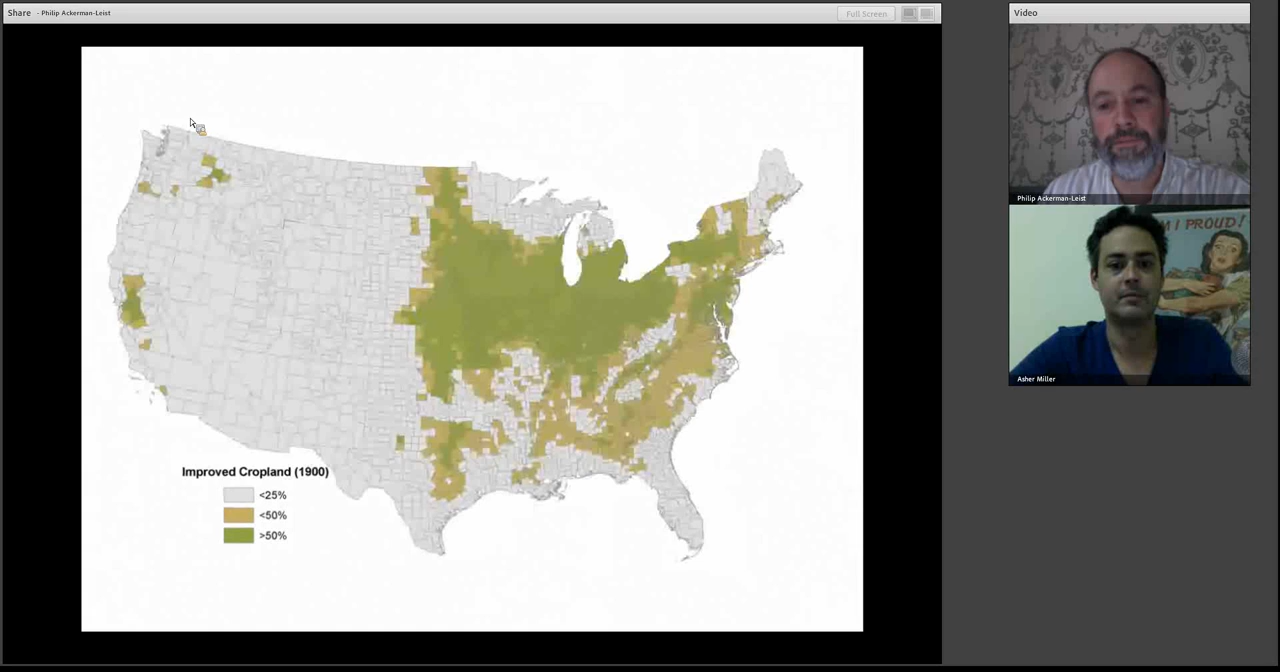 Share - Philip Ackerman-Leist
Full Screen
Video
Improved Cropland (1900)
<25%
<50%
>50%
Philip Ackerman-Leist
M I PROUD!
Asher Miller